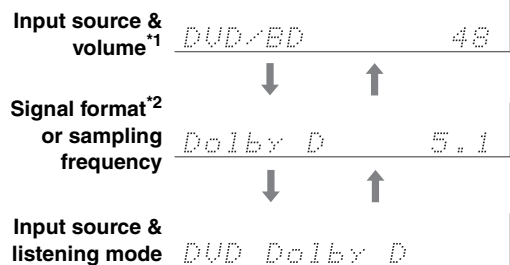 Input source &
volume*1 DVD/BD 48
Signal format*2
or sampling
frequency Dolby D 5.1
Input source &
listening mode DVD Dolby D